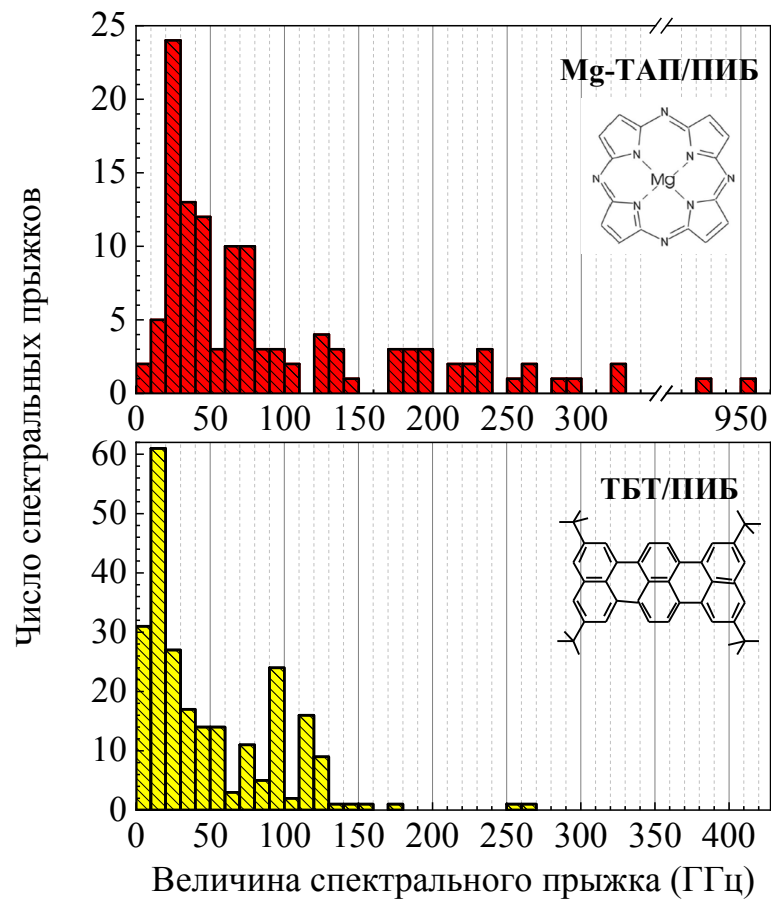 Число спектральных прыжков
25
20
15
10
5
0
Mg-ТАП/ПИБ
N
N N
N Mg N
N N
N
0 50 100 150 200 250 300 950
60
50
40
30
20
10
0
ТБТ/ПИБ
0 50 100 150 200 250 300 350 400
Величина спектрального прыжка (ГГц)